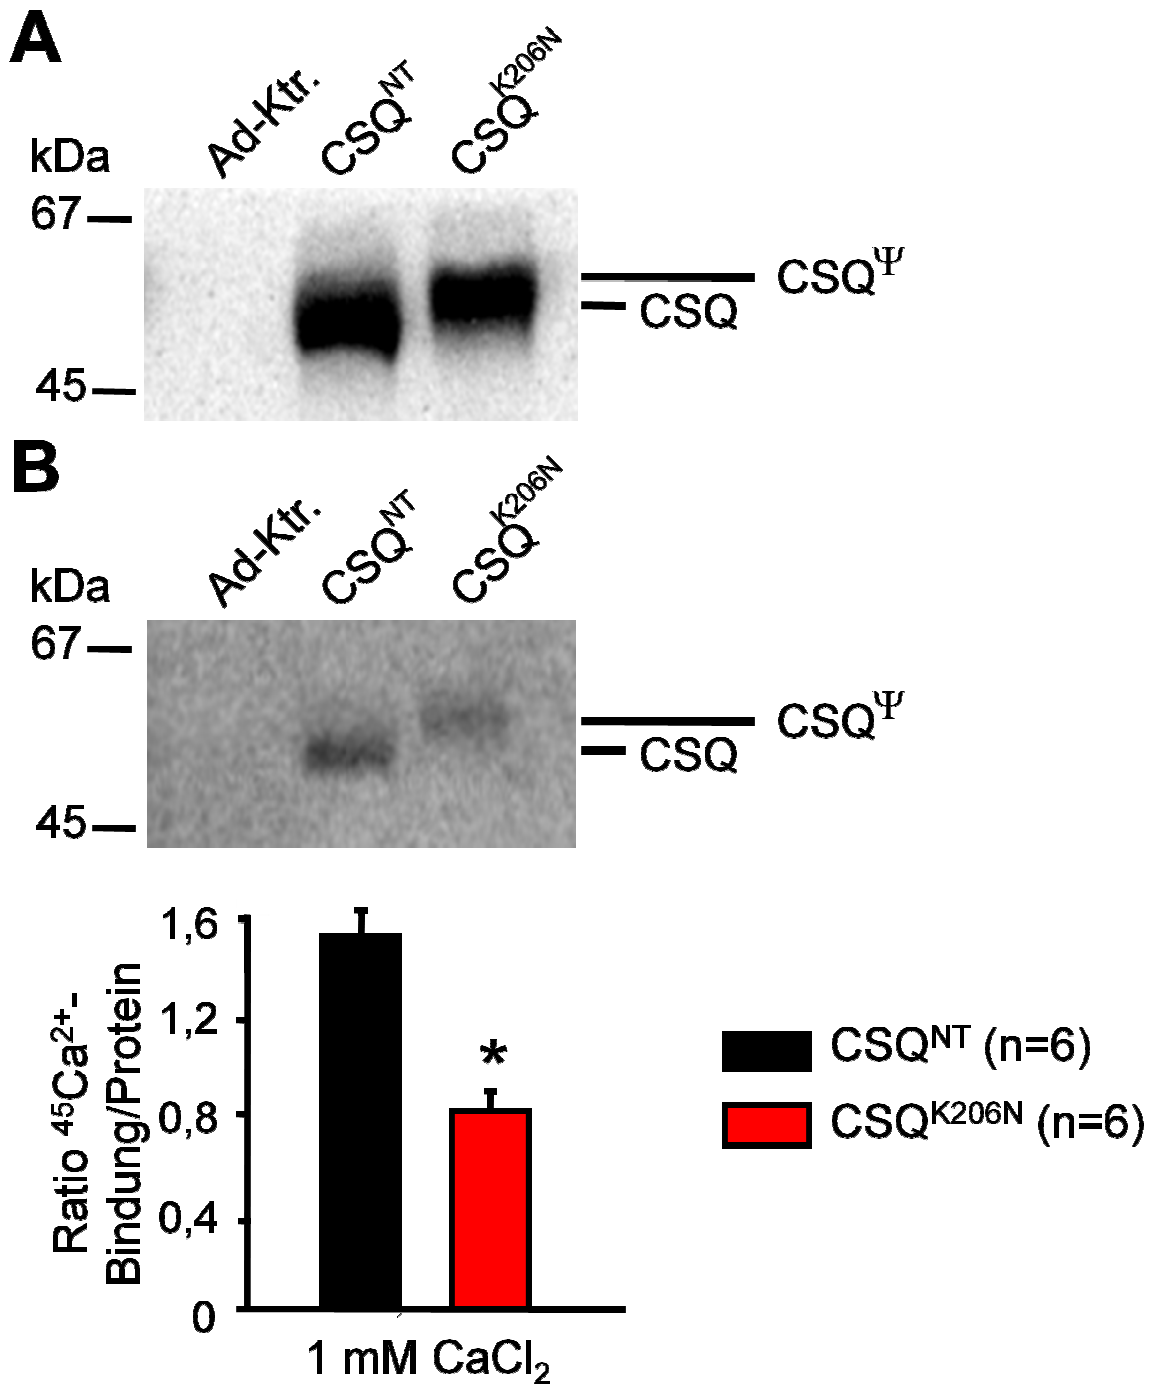 A
kDa Ad-Ktr. CSQ^NT CSQ^K206N
67
CSQ^Ψ
CSQ
45
B
kDa Ad-Ktr. CSQ^NT CSQ^K206N
67
CSQ^Ψ
CSQ
45
Ratio ⁴⁵Ca²⁺-
Bindung/Protein
1,6
1,2
0,8
0,4
0
*
1 mM CaCl₂
CSQ^NT (n=6)
CSQ^K206N (n=6)